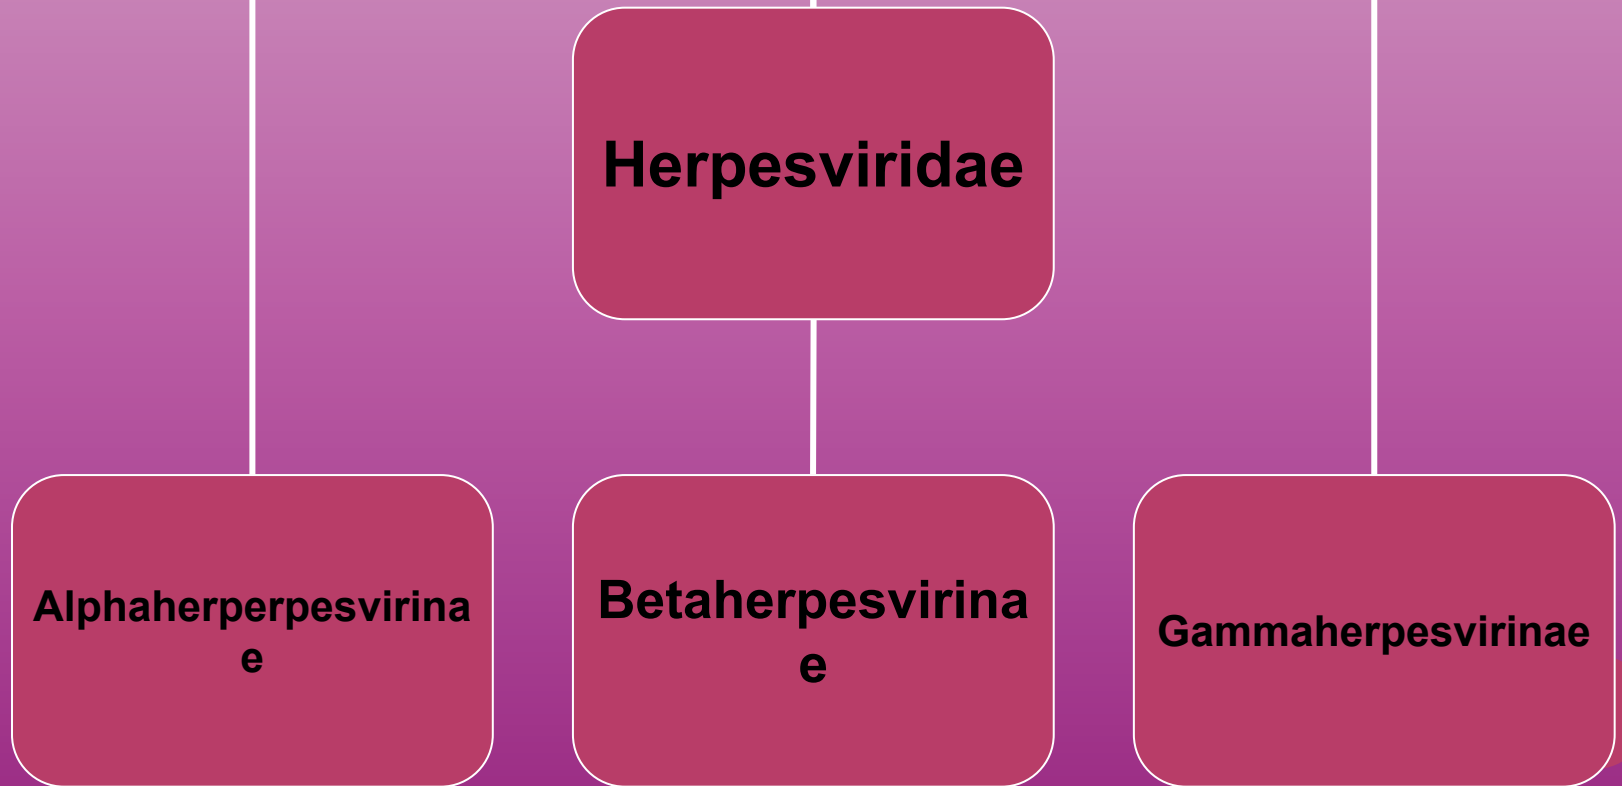 Herpesviridae
Alphaherperpesvirina
e
Betaherpesvirina
e
Gammaherpesvirinae